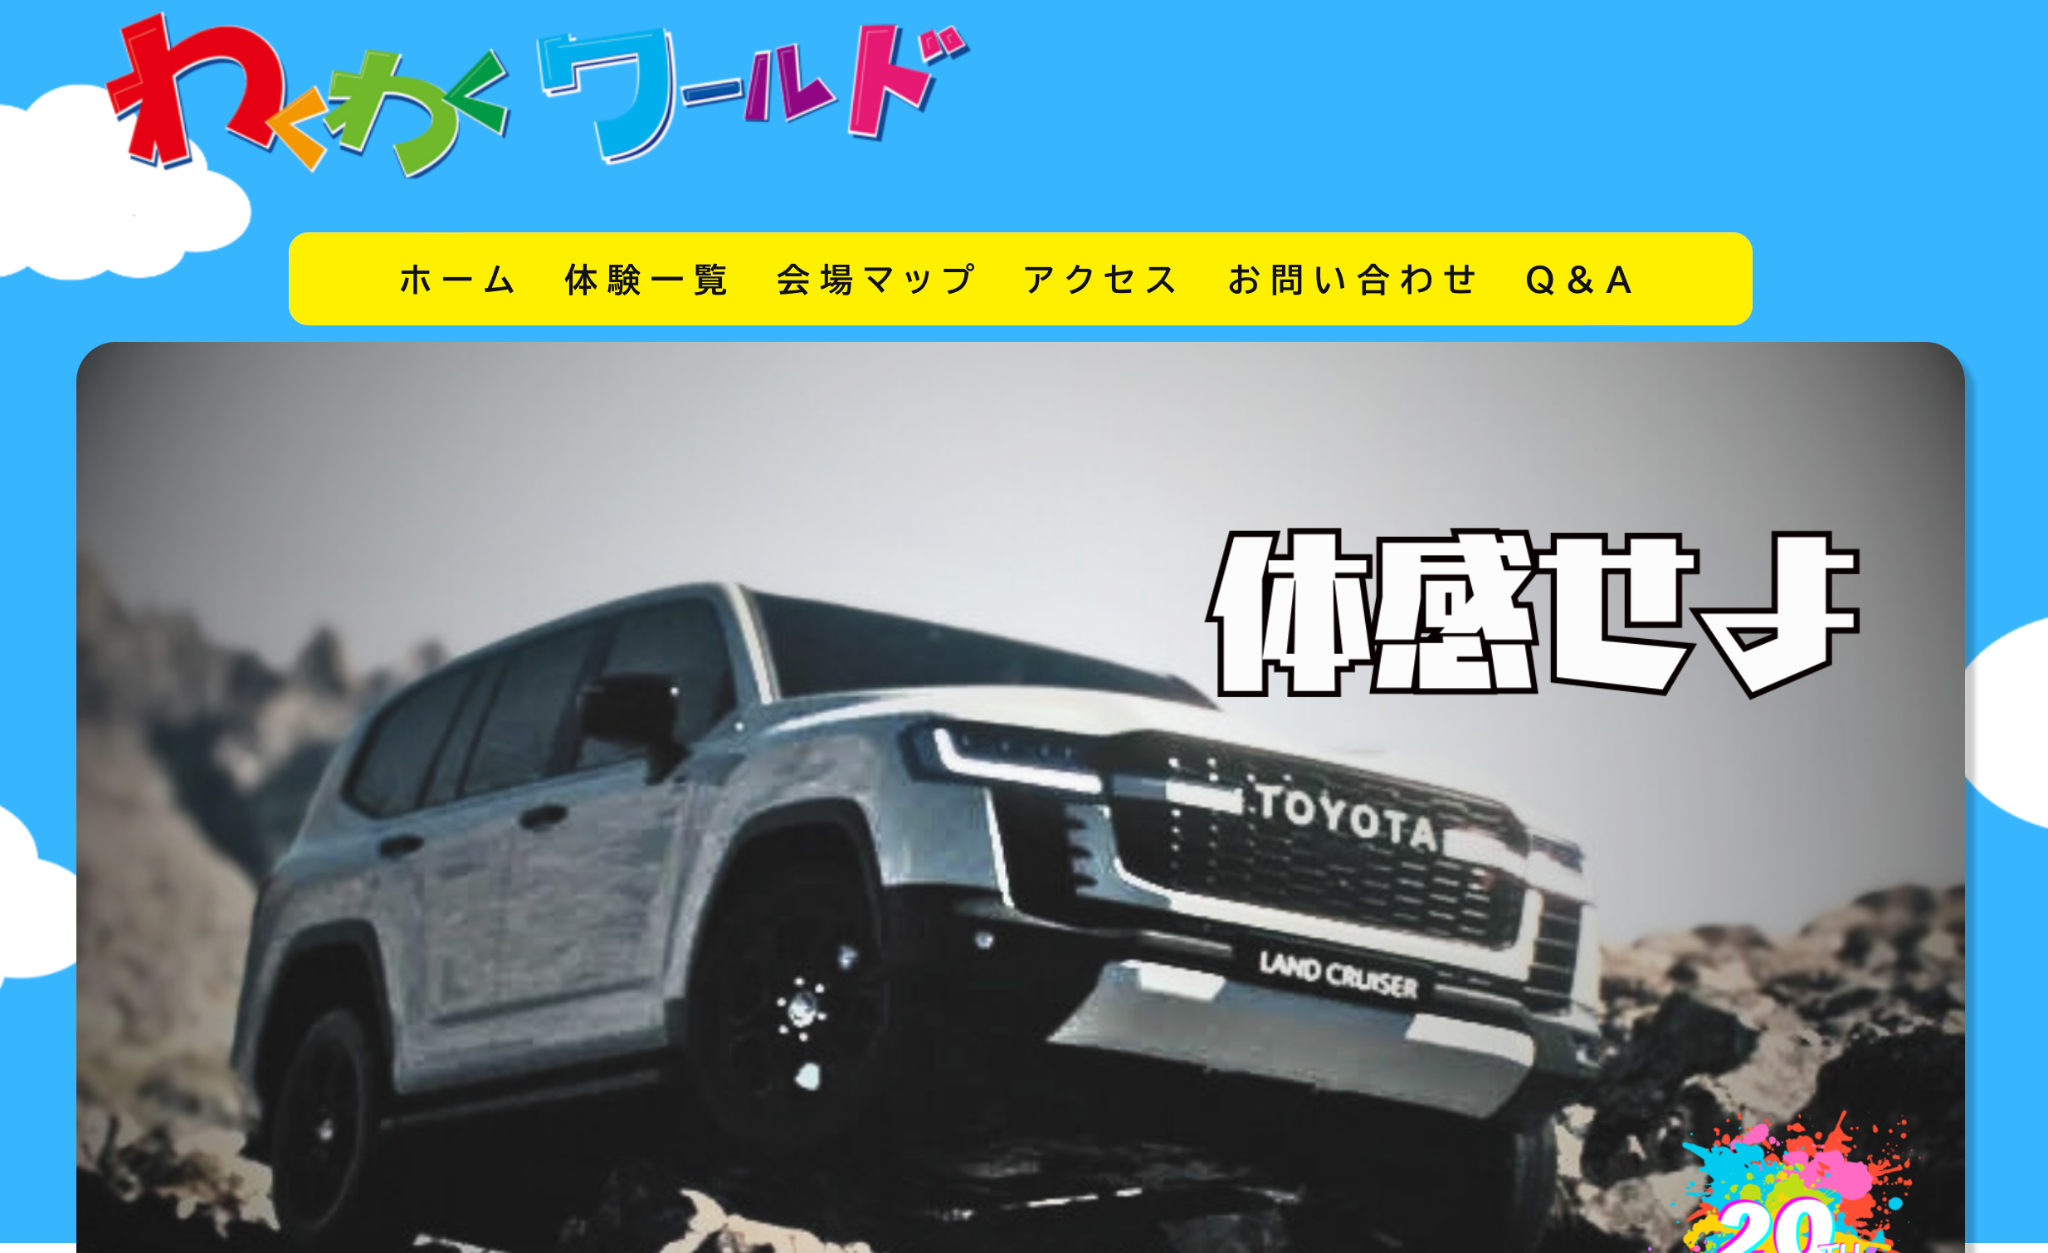 わくわくワールド
ホーム 体験一覧 会場マップ アクセス お問い合わせ Q&A
体感せよ
TOYOTA
LAND CRUISER
20TH